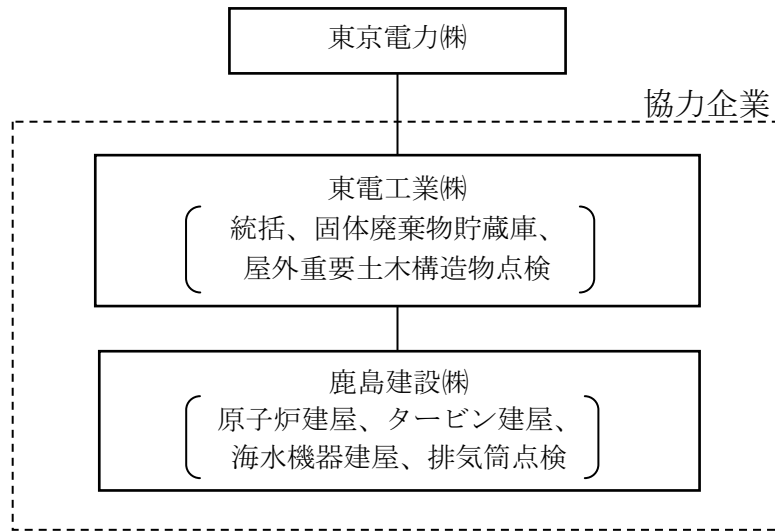 東京電力㈱
協力企業
東電工業㈱
統括、固体廃棄物貯蔵庫、
屋外重要土木構造物点検
鹿島建設㈱
原子炉建屋、タービン建屋、
海水機器建屋、排気筒点検